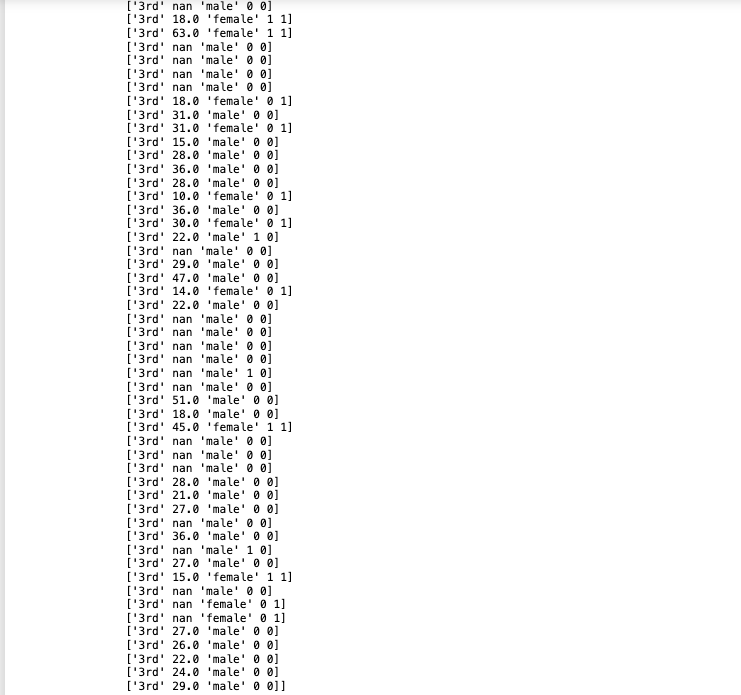 ['3rd' nan 'male' 0 0]
['3rd' 18.0 'female' 1 1]
['3rd' 63.0 'female' 1 1]
['3rd' nan 'male' 0 0]
['3rd' nan 'male' 0 0]
['3rd' nan 'male' 0 0]
['3rd' nan 'male' 0 0]
['3rd' 18.0 'female' 0 1]
['3rd' 31.0 'male' 0 0]
['3rd' 31.0 'female' 0 1]
['3rd' 15.0 'male' 0 0]
['3rd' 28.0 'male' 0 0]
['3rd' 36.0 'male' 0 0]
['3rd' 28.0 'male' 0 0]
['3rd' 10.0 'female' 0 1]
['3rd' 36.0 'male' 0 0]
['3rd' 30.0 'female' 0 1]
['3rd' 22.0 'male' 1 0]
['3rd' nan 'male' 0 0]
['3rd' 29.0 'male' 0 0]
['3rd' 47.0 'male' 0 0]
['3rd' 14.0 'female' 0 1]
['3rd' 22.0 'male' 0 0]
['3rd' nan 'male' 0 0]
['3rd' nan 'male' 0 0]
['3rd' nan 'male' 0 0]
['3rd' nan 'male' 0 0]
['3rd' nan 'male' 1 0]
['3rd' nan 'male' 0 0]
['3rd' 51.0 'male' 0 0]
['3rd' 18.0 'male' 0 0]
['3rd' 45.0 'female' 1 1]
['3rd' nan 'male' 0 0]
['3rd' nan 'male' 0 0]
['3rd' nan 'male' 0 0]
['3rd' 28.0 'male' 0 0]
['3rd' 21.0 'male' 0 0]
['3rd' 27.0 'male' 0 0]
['3rd' nan 'male' 0 0]
['3rd' 36.0 'male' 0 0]
['3rd' nan 'male' 1 0]
['3rd' 27.0 'male' 0 0]
['3rd' 15.0 'female' 1 1]
['3rd' nan 'male' 0 0]
['3rd' nan 'female' 0 1]
['3rd' nan 'female' 0 1]
['3rd' 27.0 'male' 0 0]
['3rd' 26.0 'male' 0 0]
['3rd' 22.0 'male' 0 0]
['3rd' 24.0 'male' 0 0]
['3rd' 29.0 'male' 0 0]]